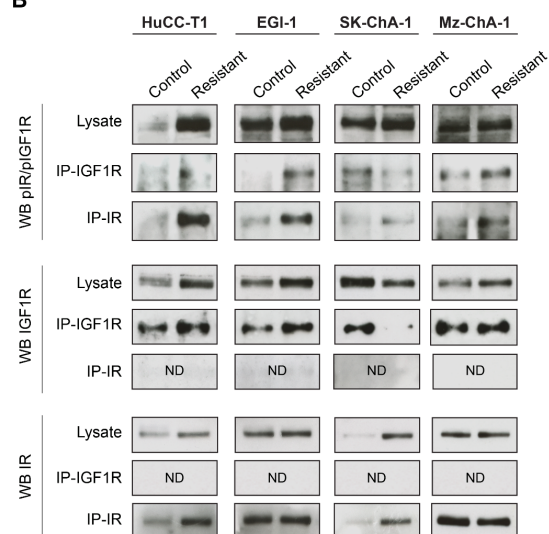 B
HuCC-T1 EGI-1 SK-ChA-1 Mz-ChA-1
Control Resistant Control Resistant Control Resistant Control Resistant
WB pIR/pIGF1R
Lysate
IP-IGF1R
IP-IR
WB IGF1R
Lysate
IP-IGF1R
IP-IR ND ND ND ND
WB IR
Lysate
IP-IGF1R ND ND ND ND
IP-IR